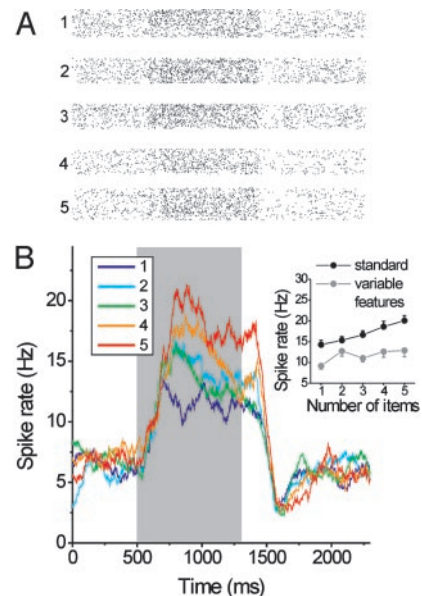 A
1
2
3
4
5
B
1
2
3
4
5
20
15
10
5
0
Spike rate (Hz)
0 500 1000 1500 2000
Time (ms)
standard
variable
features
30
25
20
15
10
5
0
Spike rate
(Hz)
1 2 3 4 5
Number of items